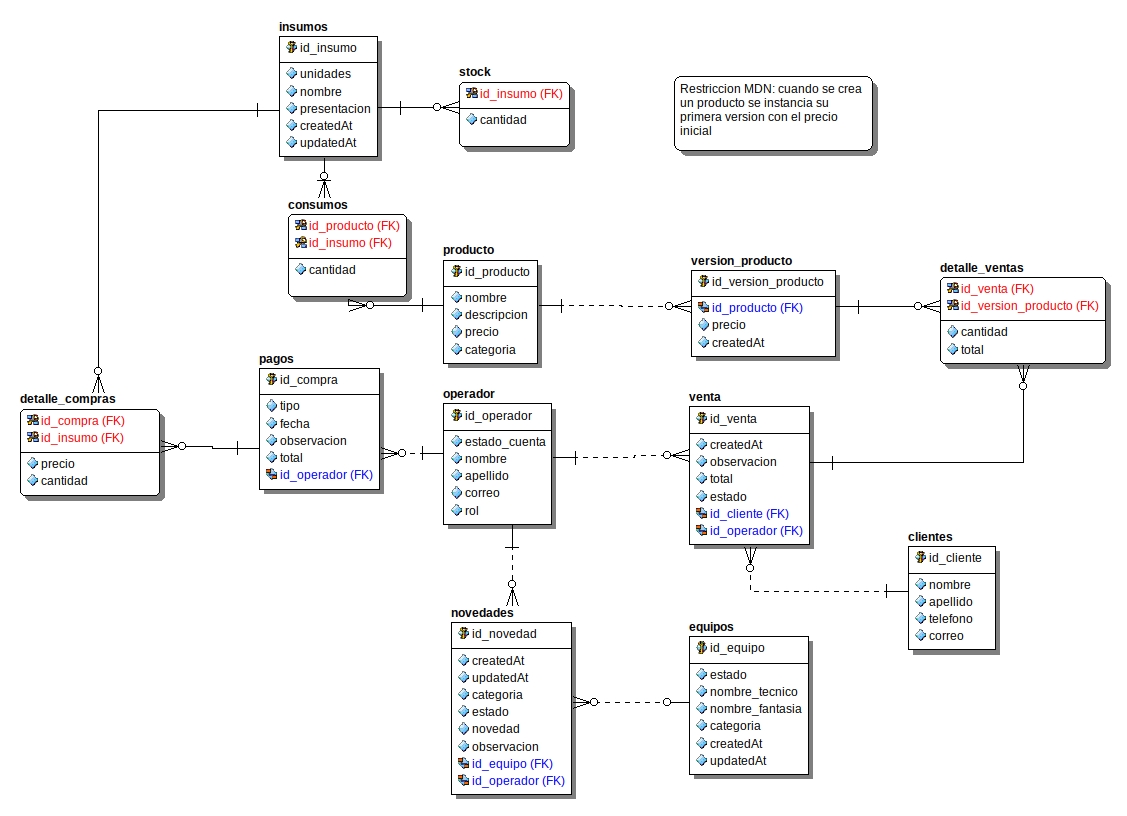 insumos
id_insumo
unidades
nombre
presentacion
createdAt
updatedAt
stock
id_insumo (FK)
cantidad
Restriccion MDN: cuando se crea
un producto se instancia su
primera version con el precio
inicial
consumos
id_producto (FK)
id_insumo (FK)
cantidad
producto
id_producto
nombre
descripcion
precio
categoria
version_producto
id_version_producto
id_producto (FK)
precio
createdAt
detalle_ventas
id_venta (FK)
id_version_producto (FK)
cantidad
total
detalle_compras
id_compra (FK)
id_insumo (FK)
precio
cantidad
pagos
id_compra
tipo
fecha
observacion
total
id_operador (FK)
operador
id_operador
estado_cuenta
nombre
apellido
correo
rol
venta
id_venta
createdAt
observacion
total
estado
id_cliente (FK)
id_operador (FK)
clientes
id_cliente
nombre
apellido
telefono
correo
novedades
id_novedad
createdAt
updatedAt
categoria
estado
novedad
observacion
id_equipo (FK)
id_operador (FK)
equipos
id_equipo
estado
nombre_tecnico
nombre_fantasia
categoria
createdAt
updatedAt